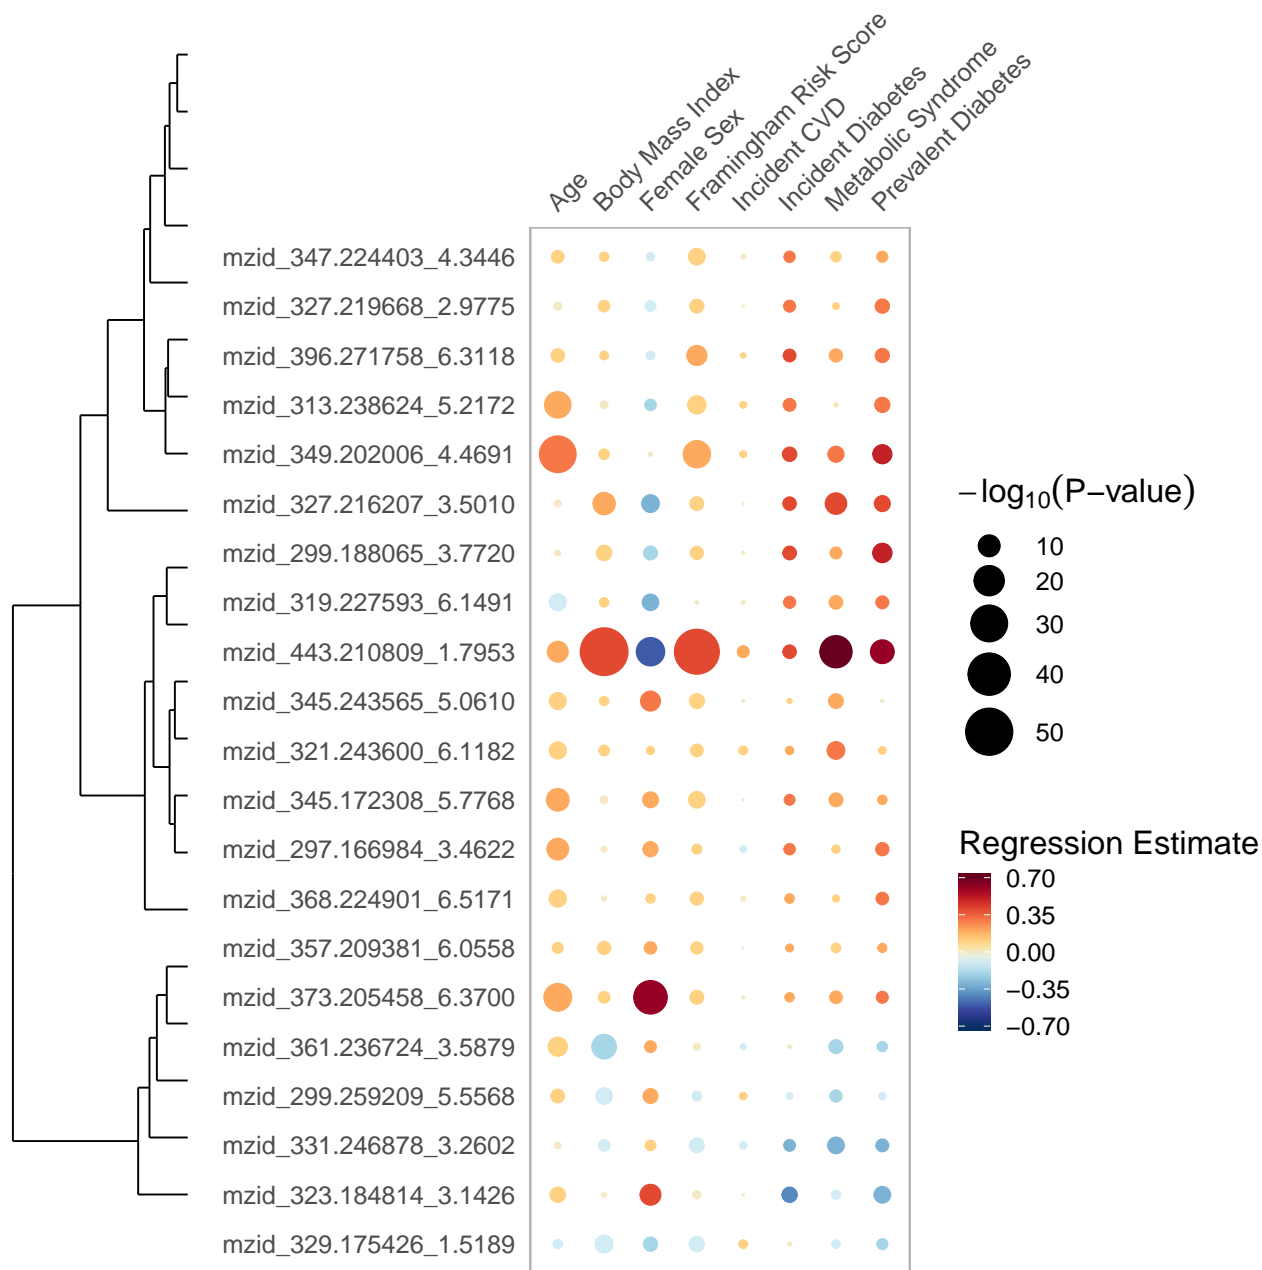 Age
Body Mass Index
Female Sex
Framingham Risk Score
Incident CVD
Incident Diabetes
Metabolic Syndrome
Prevalent Diabetes
mzid_347.224403_4.3446
mzid_327.219668_2.9775
mzid_396.271758_6.3118
mzid_313.238624_5.2172
mzid_349.202006_4.4691
mzid_327.216207_3.5010
mzid_299.188065_3.7720
mzid_319.227593_6.1491
mzid_443.210809_1.7953
mzid_345.243565_5.0610
mzid_321.243600_6.1182
mzid_345.172308_5.7768
mzid_297.166984_3.4622
mzid_368.224901_6.5171
mzid_357.209381_6.0558
mzid_373.205458_6.3700
mzid_361.236724_3.5879
mzid_299.259209_5.5568
mzid_331.246878_3.2602
mzid_323.184814_3.1426
mzid_329.175426_1.5189
−log₁₀(P−value)
10
20
30
40
50
Regression Estimate
0.70
0.35
0.00
−0.35
−0.70